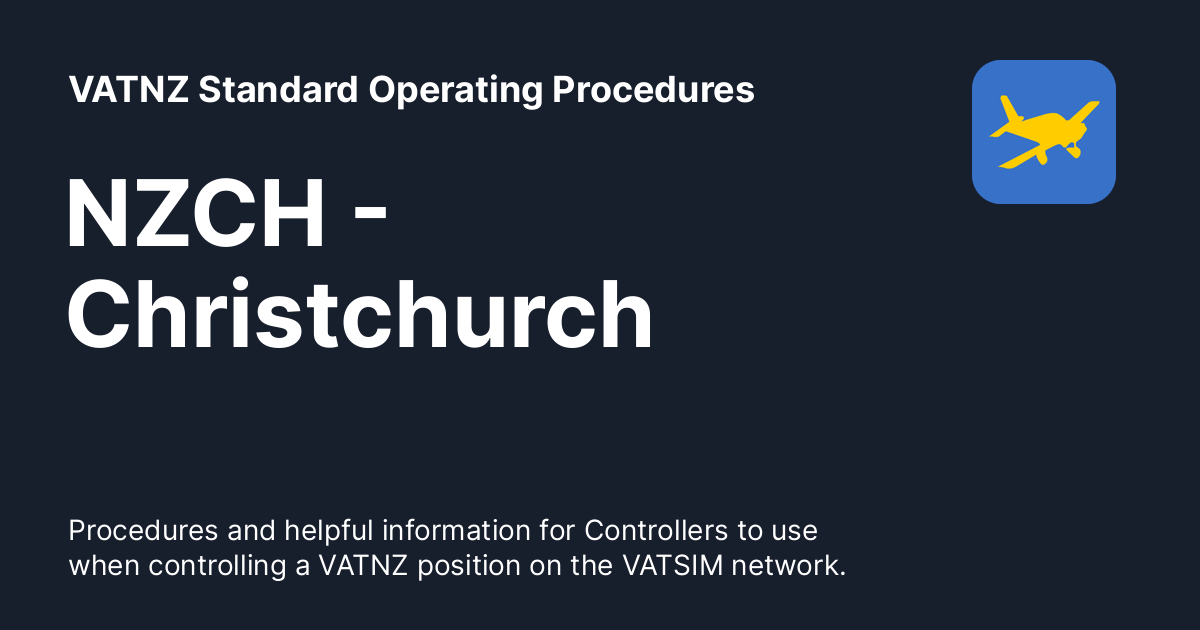 VATNZ Standard Operating Procedures
NZCH -
Christchurch
Procedures and helpful information for Controllers to use
when controlling a VATNZ position on the VATSIM network.